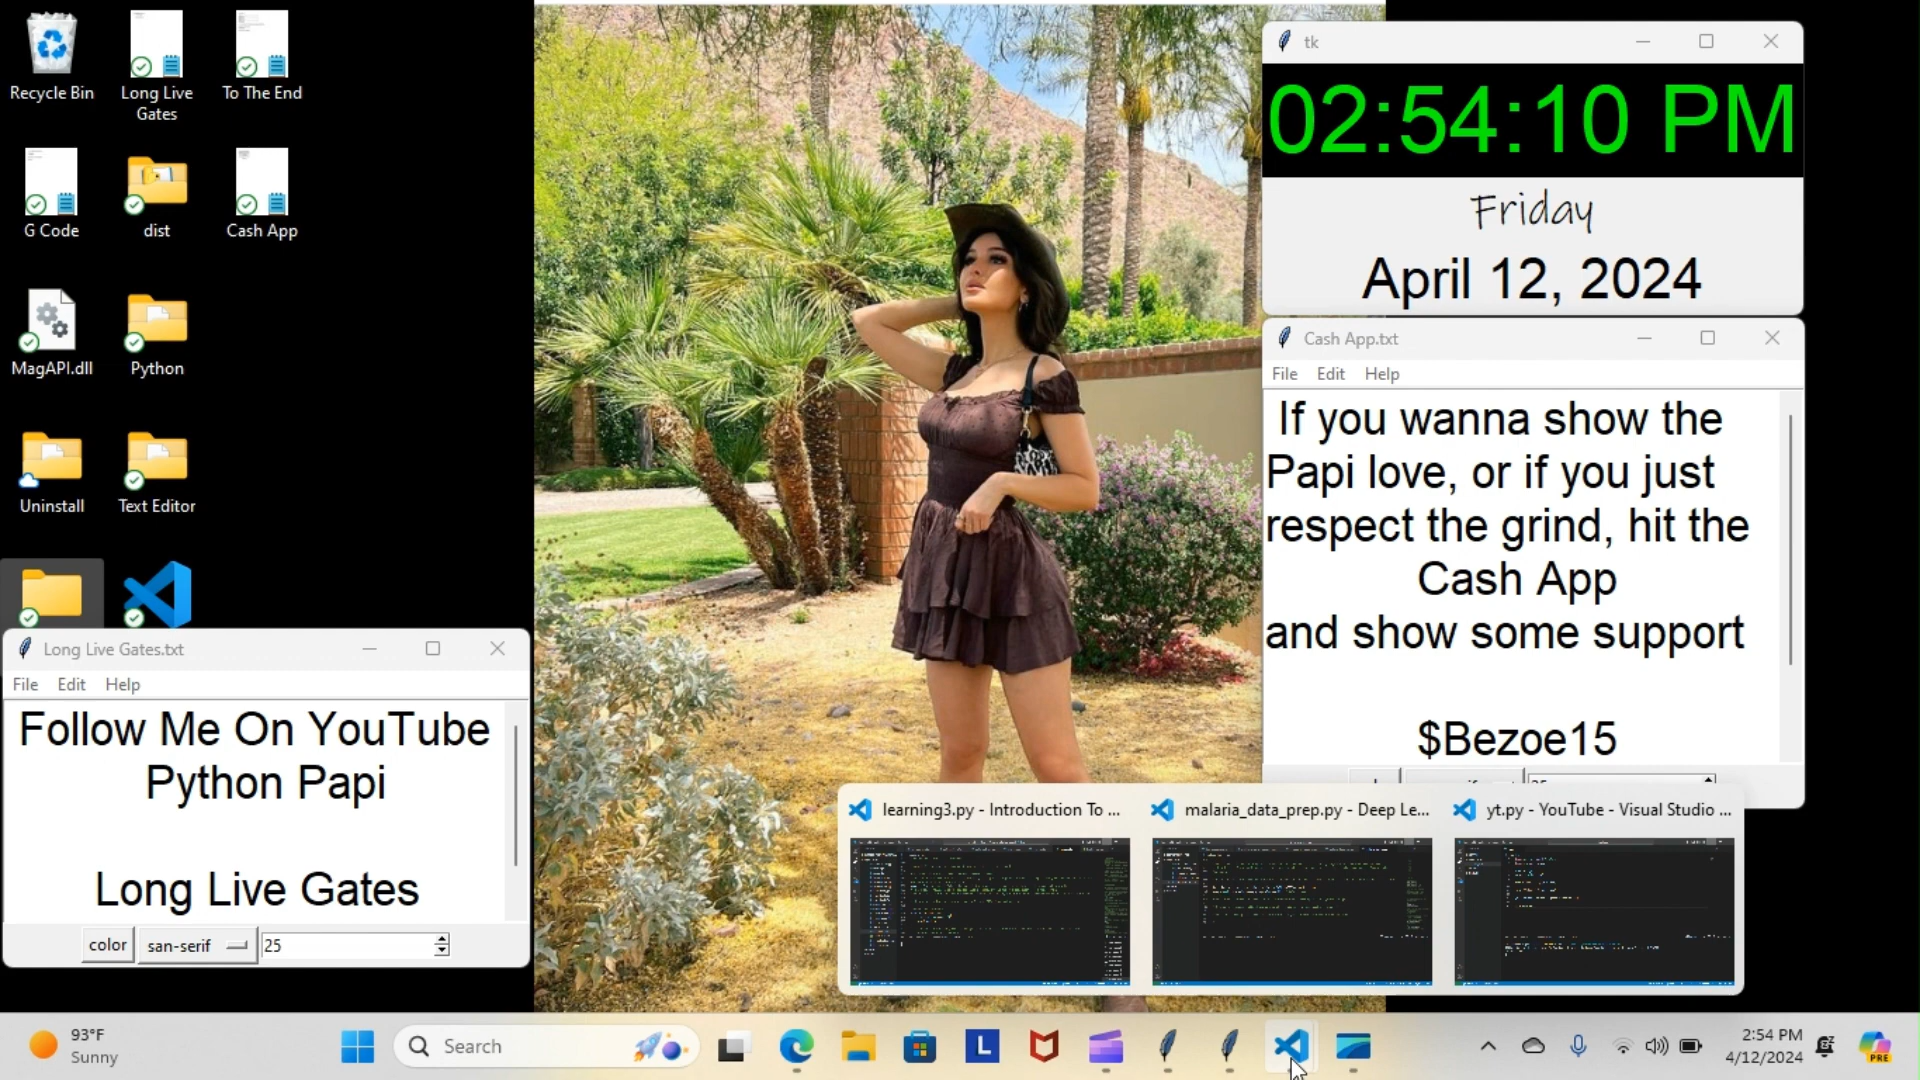 Recycle Bin
Long Live
Gates
To The End
G Code
dist
Cash App
MagAPI.dll
Python
Uninstall
Text Editor
tk
02:54:10 PM
Friday
April 12, 2024
Cash App.txt
File Edit Help
If you wanna show the
Papi love, or if you just
respect the grind, hit the
Cash App
and show some support
$Bezoe15
Long Live Gates.txt
File Edit Help
Follow Me On YouTube
Python Papi
Long Live Gates
color san-serif 25
learning3.py - Introduction To ...
malaria_data_prep.py - Deep Le...
yt.py - YouTube - Visual Studio ...
93°F
Sunny
Search
L
2:54 PM
4/12/2024
PRE